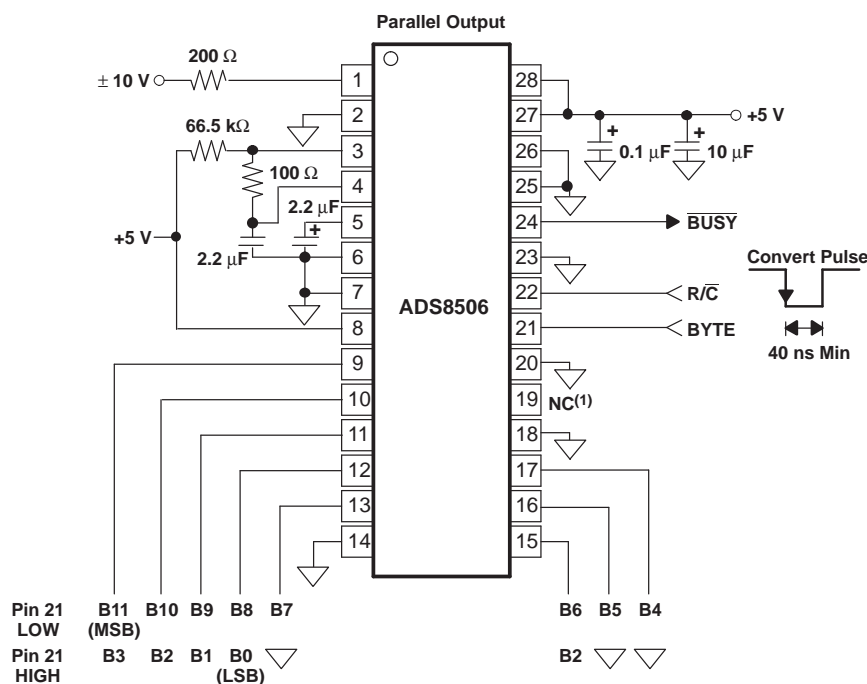 Parallel Output
200 Ω
± 10 V
66.5 kΩ
100 Ω
2.2 µF
+5 V
2.2 µF
1
2
3
4
5
6
7
8
9
10
11
12
13
14
ADS8506
28
27
26
25
24
23
22
21
20
19
18
17
16
15
+5 V
+
0.1 µF
+
10 µF
+
BUSY
Convert Pulse
R/C
BYTE
40 ns Min
NC(1)
Pin 21 LOW B11 (MSB) B10 B9 B8 B7 B6 B5 B4
Pin 21 HIGH B3 B2 B1 B0 (LSB) B2